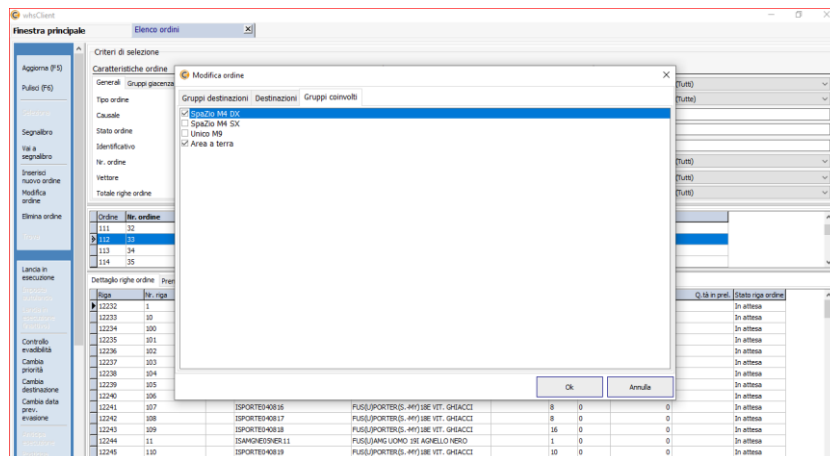 whsClient
Finestra principale
Elenco ordini
Aggiorna (F5)
Pulisci (F6)
Segnalibro
Vai a
segnalibro
Inserisci
nuovo ordine
Modifica
ordine
Elimina ordine
Lancia in
esecuzione
Controllo
evadibilità
Cambia
priorità
Cambia
destinazione
Cambia data
prev.
evasione
Criteri di selezione
Caratteristiche ordine
Generali Gruppi giacenza
Tipo ordine
Causale
Stato ordine
Identificativo
Nr. ordine
Vettore
Totale righe ordine
(Tutti)
(Tutte)
(Tutti)
(Tutti)
Modifica ordine
Gruppi destinazioni Destinazioni Gruppi coinvolti
SpaZio M4 DX
SpaZio M4 SX
Unico M9
Area a terra
Ok Annulla
Ordine Nr. ordine
111 32
112 33
113 34
114 35
Dettaglio righe ordine
Riga Nr. riga Q.tà in prel. Stato riga ordine
12232 1 In attesa
12233 10 In attesa
12234 100 In attesa
12235 101 In attesa
12236 102 In attesa
12237 103 In attesa
12238 104 In attesa
12239 105 In attesa
12240 106 In attesa
12241 107 ISPORTE040816 FUS(U)PORTER(S.-MY)18E VIT. GHIACCI 8 0 0 In attesa
12242 108 ISPORTE040817 FUS(U)PORTER(S.-MY)18E VIT. GHIACCI 8 0 0 In attesa
12243 109 ISPORTE040818 FUS(U)PORTER(S.-MY)18E VIT. GHIACCI 16 0 0 In attesa
12244 11 ISAMGNE05NER11 FUS(U)AMG UOMO 19I AGNELLO NERO 1 0 0 In attesa
12245 110 ISPORTE040819 FUS(U)PORTER(S.-MY)18E VIT. GHIACCI 10 0 0 In attesa